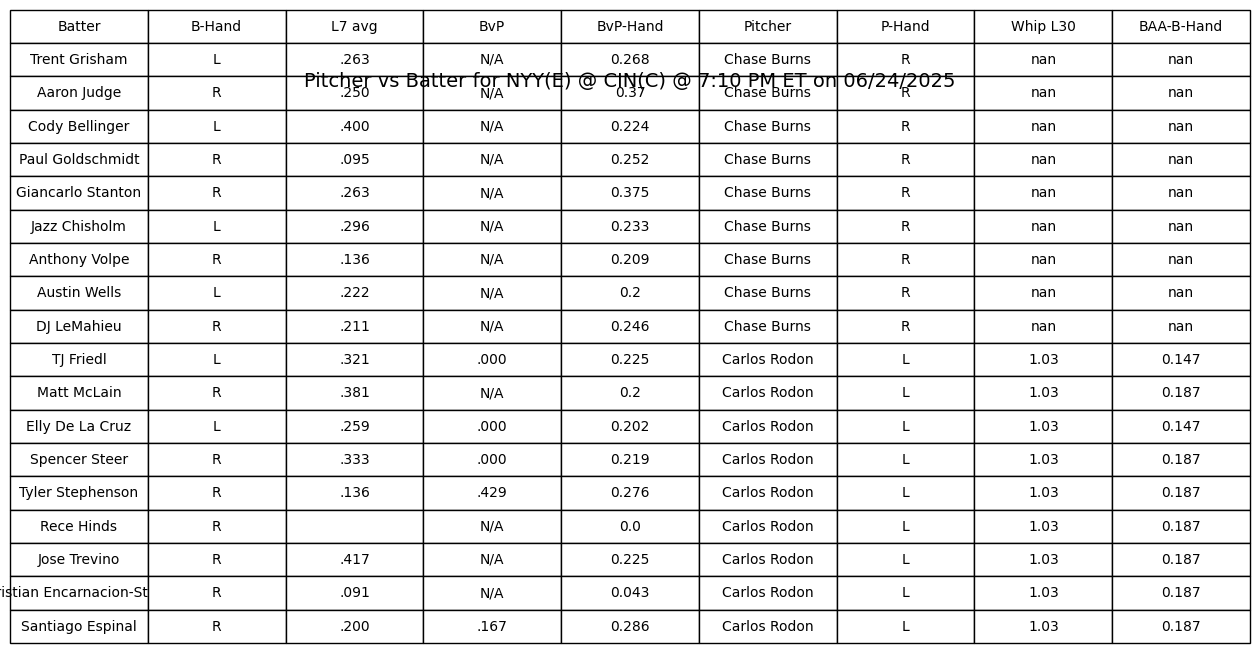 Batter B-Hand L7 avg BvP BvP-Hand Pitcher P-Hand Whip L30 BAA-B-Hand
Trent Grisham L .263 N/A 0.268 Chase Burns R nan nan
Pitcher vs Batter for NYY(E) @ CIN(C) @ 7:10 PM ET on 06/24/2025
Aaron Judge R .250 N/A 0.37 Chase Burns R nan nan
Cody Bellinger L .400 N/A 0.224 Chase Burns R nan nan
Paul Goldschmidt R .095 N/A 0.252 Chase Burns R nan nan
Giancarlo Stanton R .263 N/A 0.375 Chase Burns R nan nan
Jazz Chisholm L .296 N/A 0.233 Chase Burns R nan nan
Anthony Volpe R .136 N/A 0.209 Chase Burns R nan nan
Austin Wells L .222 N/A 0.2 Chase Burns R nan nan
DJ LeMahieu R .211 N/A 0.246 Chase Burns R nan nan
TJ Friedl L .321 .000 0.225 Carlos Rodon L 1.03 0.147
Matt McLain R .381 N/A 0.2 Carlos Rodon L 1.03 0.187
Elly De La Cruz L .259 .000 0.202 Carlos Rodon L 1.03 0.147
Spencer Steer R .333 .000 0.219 Carlos Rodon L 1.03 0.187
Tyler Stephenson R .136 .429 0.276 Carlos Rodon L 1.03 0.187
Rece Hinds R N/A 0.0 Carlos Rodon L 1.03 0.187
Jose Trevino R .417 N/A 0.225 Carlos Rodon L 1.03 0.187
istian Encarnacion-St R .091 N/A 0.043 Carlos Rodon L 1.03 0.187
Santiago Espinal R .200 .167 0.286 Carlos Rodon L 1.03 0.187